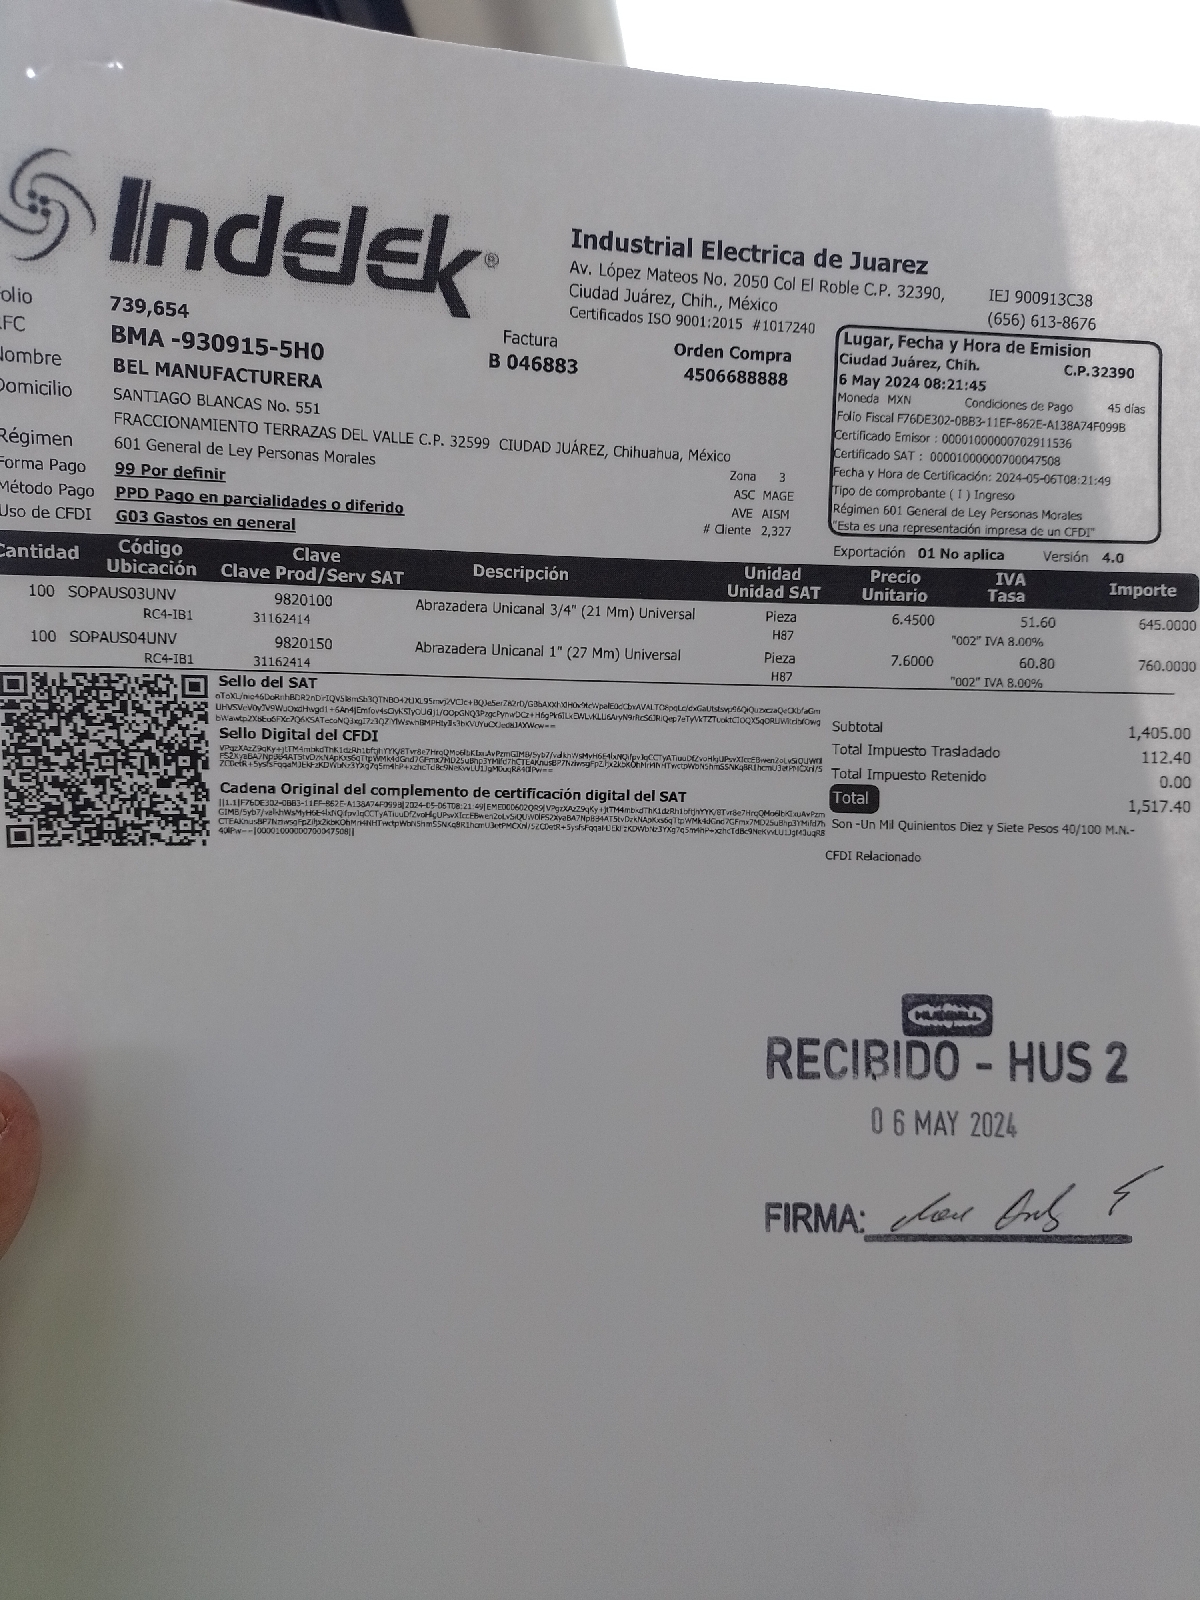 Indelek®
Industrial Electrica de Juarez
Av. López Mateos No. 2050 Col El Roble C.P. 32390,
Ciudad Juárez, Chih., México
Certificados ISO 9001:2015 #1017240
IEJ 900913C38
(656) 613-8676
olio 739,654
FC BMA -930915-5H0
Nombre BEL MANUFACTURERA
Domicilio SANTIAGO BLANCAS No. 551
FRACCIONAMIENTO TERRAZAS DEL VALLE C.P. 32599 CIUDAD JUÁREZ, Chihuahua, México
Régimen 601 General de Ley Personas Morales
Forma Pago 99 Por definir
Método Pago PPD Pago en parcialidades o diferido
Uso de CFDI G03 Gastos en general
Factura
B 046883
Orden Compra
4506688888
Zona 3
ASC MAGE
AVE AISM
# Cliente 2,327
Lugar, Fecha y Hora de Emision
Ciudad Juárez, Chih. C.P.32390
6 May 2024 08:21:45
Moneda MXN Condiciones de Pago 45 días
Folio Fiscal F76DE302-0BB3-11EF-862E-A138A74F099B
Certificado Emisor : 00001000000702911536
Certificado SAT : 00001000000700047508
Fecha y Hora de Certificación: 2024-05-06T08:21:49
Tipo de comprobante ( I ) Ingreso
Régimen 601 General de Ley Personas Morales
"Esta es una representación impresa de un CFDI"
Exportación 01 No aplica Versión 4.0
Cantidad Código Ubicación Clave Clave Prod/Serv SAT Descripción Unidad Unidad SAT Precio Unitario IVA Tasa Importe
100 SOPAUS03UNV 9820100 Abrazadera Unicanal 3/4" (21 Mm) Universal Pieza 6.4500 51.60 645.0000
RC4-IB1 31162414 H87 "002" IVA 8.00%
100 SOPAUS04UNV 9820150 Abrazadera Unicanal 1" (27 Mm) Universal Pieza 7.6000 60.80 760.0000
RC4-IB1 31162414 H87 "002" IVA 8.00%
Sello del SAT
Sello Digital del CFDI
Cadena Original del complemento de certificación digital del SAT
Subtotal 1,405.00
Total Impuesto Trasladado 112.40
Total Impuesto Retenido 0.00
Total 1,517.40
Son -Un Mil Quinientos Diez y Siete Pesos 40/100 M.N.-
CFDI Relacionado
HUBBELL
RECIBIDO - HUS 2
06 MAY 2024
FIRMA: